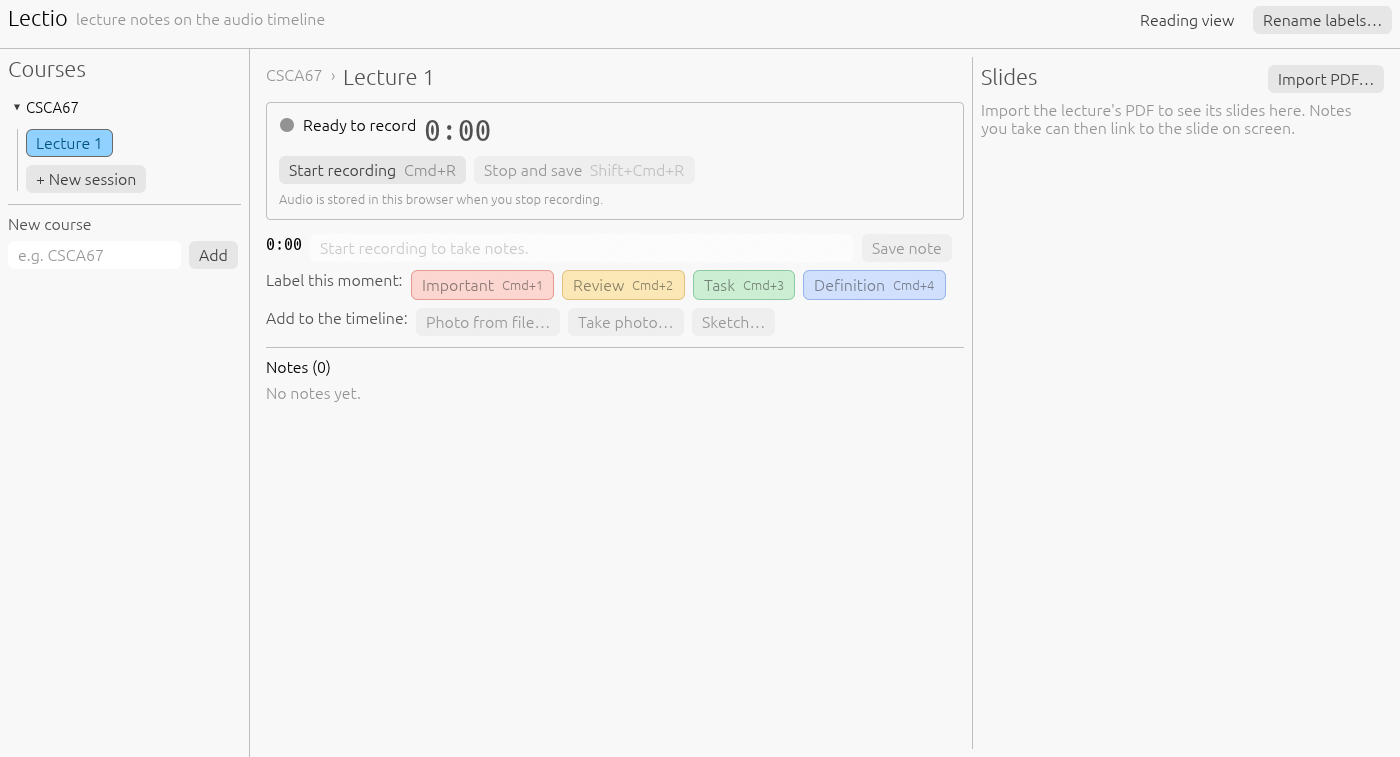 Lectio lecture notes on the audio timeline
Reading view
Rename labels…
Courses
▾ CSCA67
Lecture 1
+ New session
New course
e.g. CSCA67
Add
CSCA67 › Lecture 1
Ready to record 0:00
Start recording Cmd+R
Stop and save Shift+Cmd+R
Audio is stored in this browser when you stop recording.
0:00 Start recording to take notes.
Save note
Label this moment: Important Cmd+1 Review Cmd+2 Task Cmd+3 Definition Cmd+4
Add to the timeline: Photo from file… Take photo… Sketch…
Notes (0)
No notes yet.
Slides
Import PDF…
Import the lecture's PDF to see its slides here. Notes
you take can then link to the slide on screen.